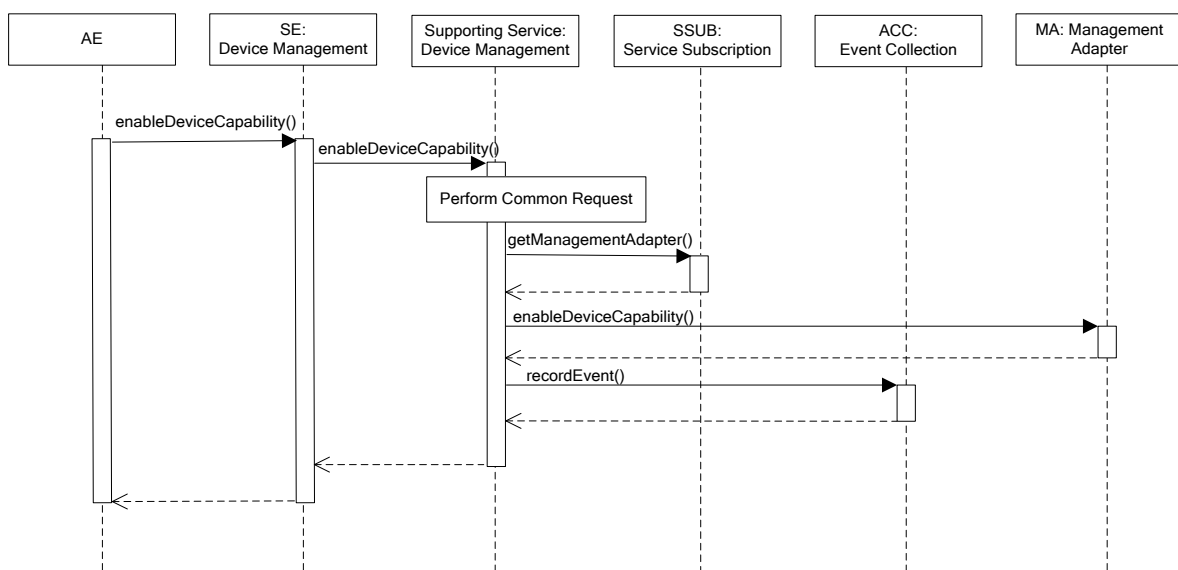 AE
SE:
Device Management
Supporting Service:
Device Management
SSUB:
Service Subscription
ACC:
Event Collection
MA: Management
Adapter
enableDeviceCapability()
enableDeviceCapability()
Perform Common Request
getManagementAdapter()
enableDeviceCapability()
recordEvent()